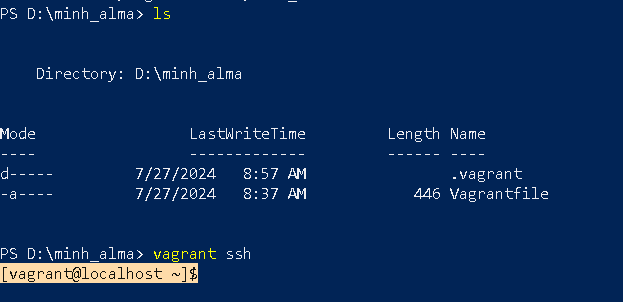 PS D:\minh_alma> ls
Directory: D:\minh_alma
Mode LastWriteTime Length Name
---- ------------- ------ ----
d----- 7/27/2024 8:57 AM .vagrant
-a---- 7/27/2024 8:37 AM 446 Vagrantfile
PS D:\minh_alma> vagrant ssh
[vagrant@localhost ~]$